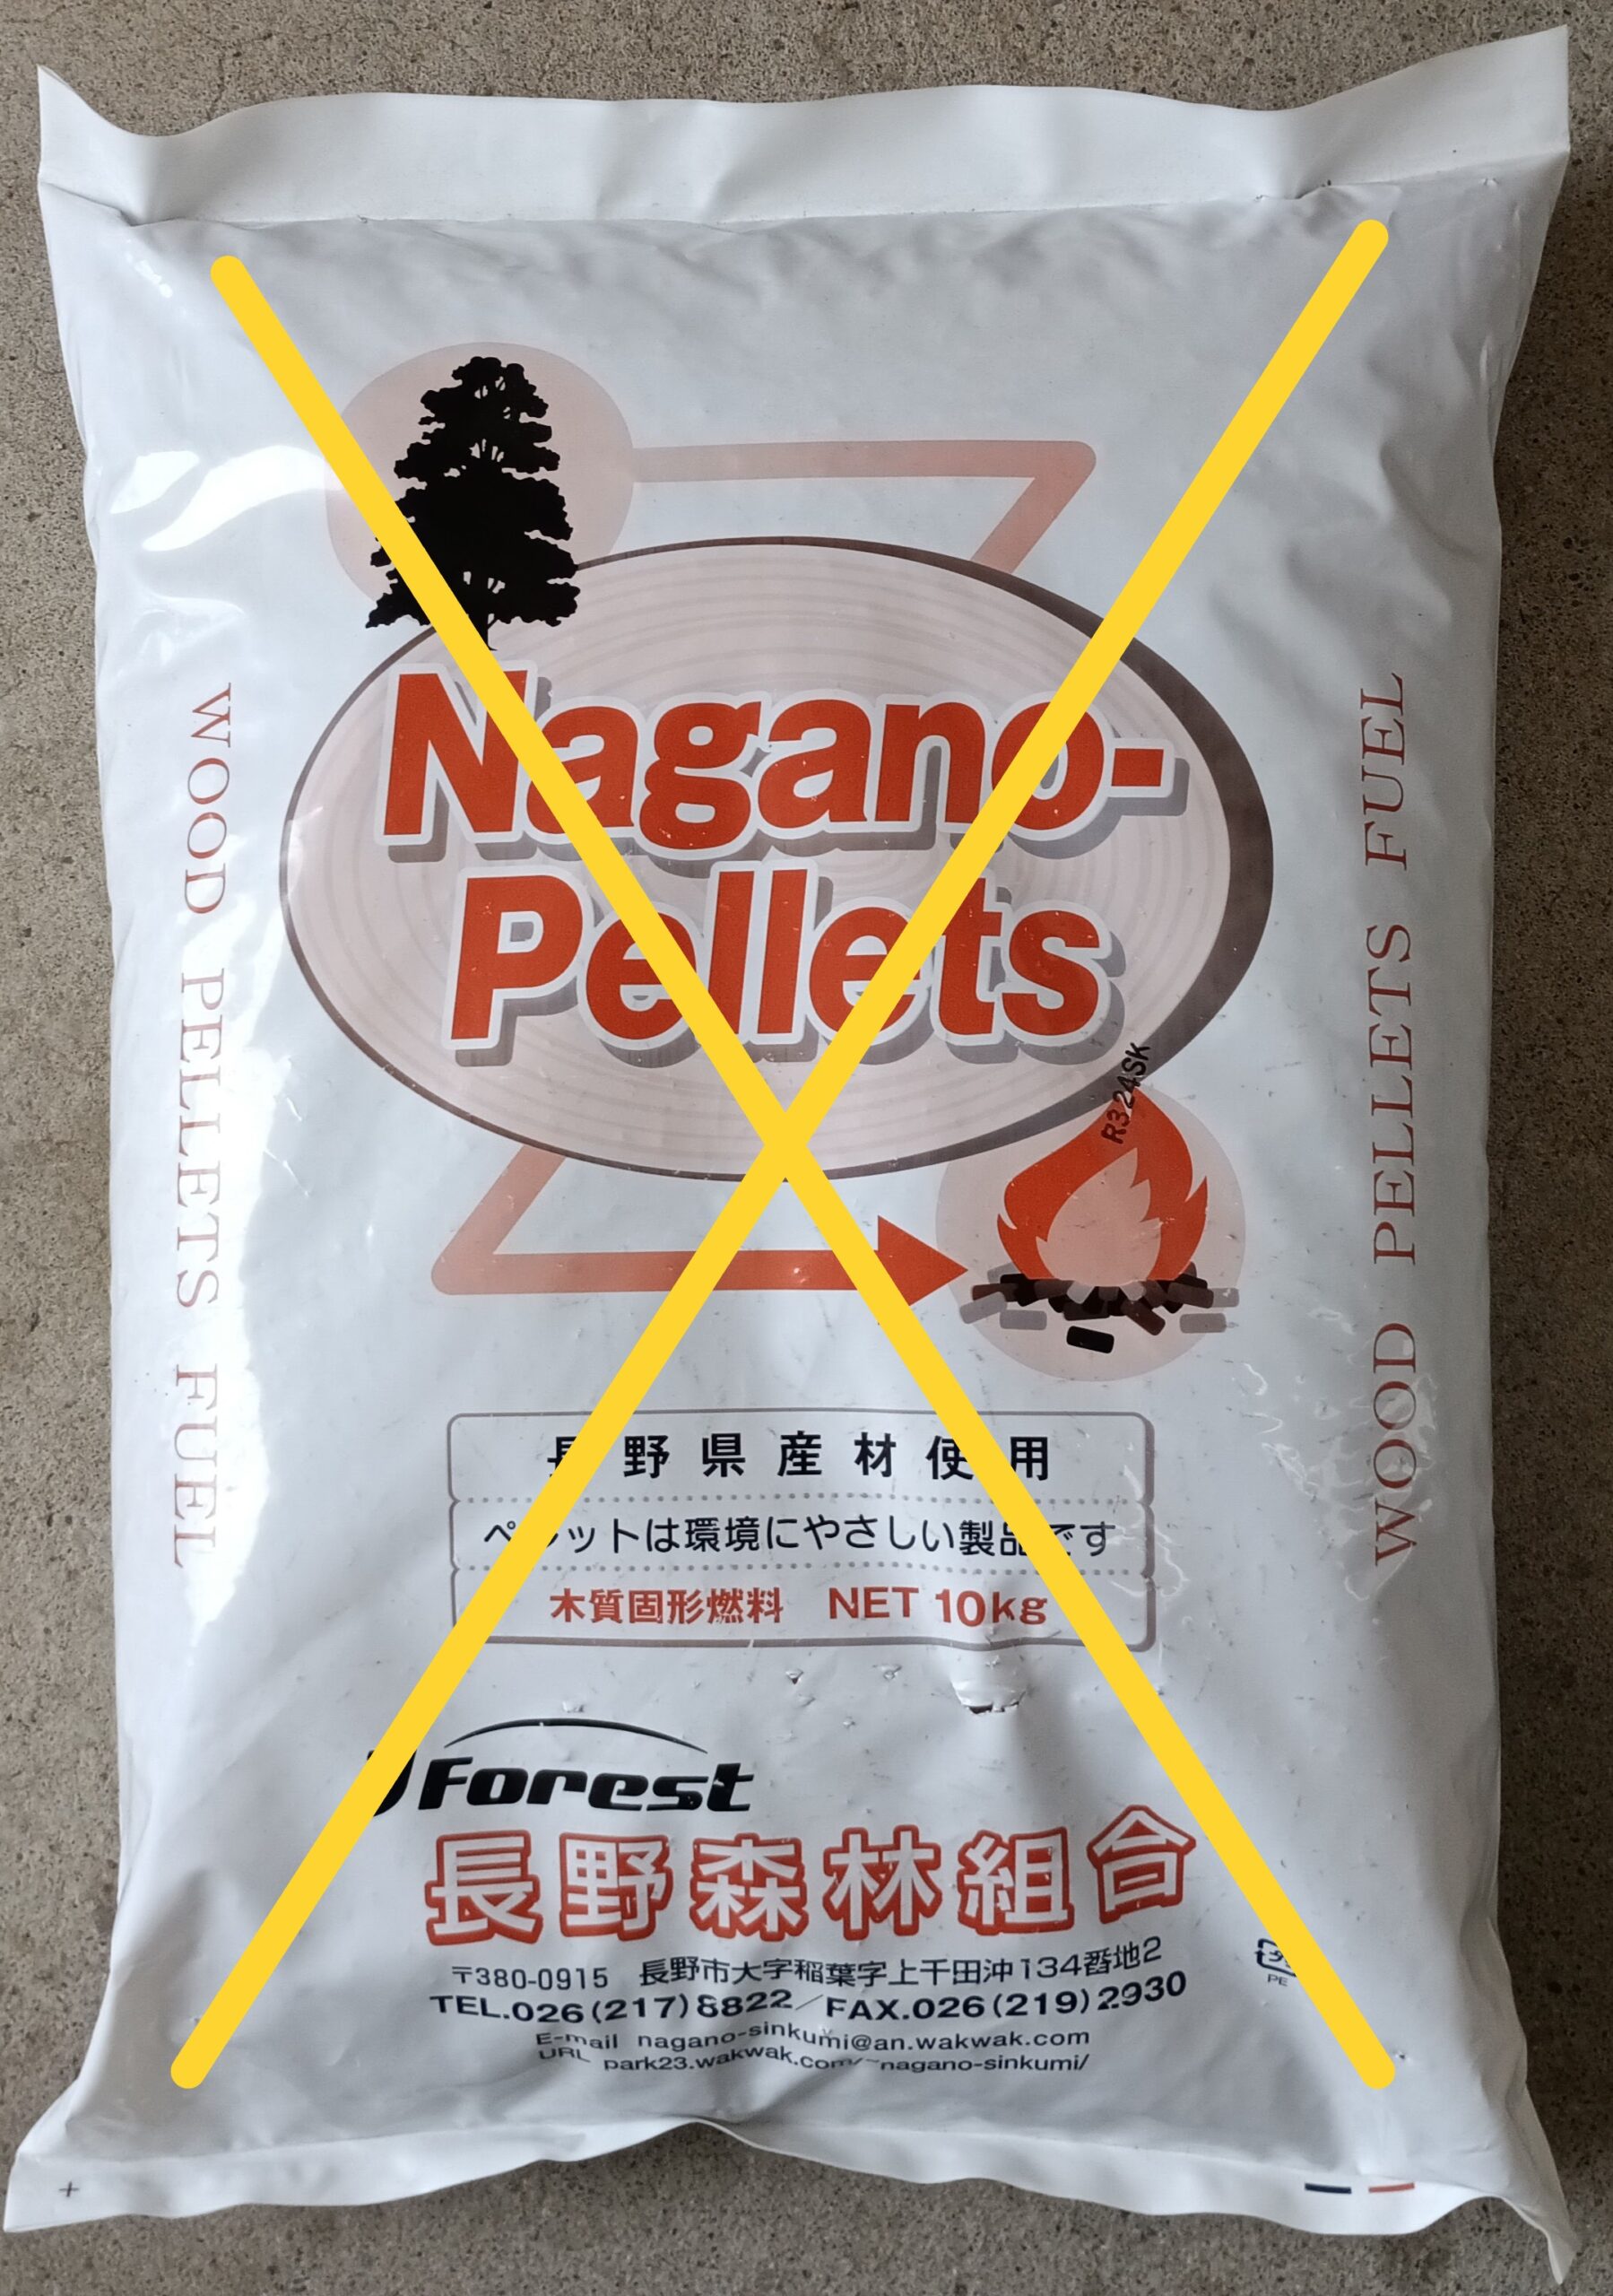 Nagano-
Pellets
R3 24SK
WOOD PELLETS FUEL
WOOD PELLETS FUEL
長野県産材使用
ペレットは環境にやさしい製品です
木質固形燃料 NET 10kg
Forest
長野森林組合
〒380-0915 長野市大字稲葉字上千田沖134番地2
TEL.026(217)8822/FAX.026(219)2930
E-mail nagano-sinkumi@an.wakwak.com
URL park23.wakwak.com/~nagano-sinkumi/
PE